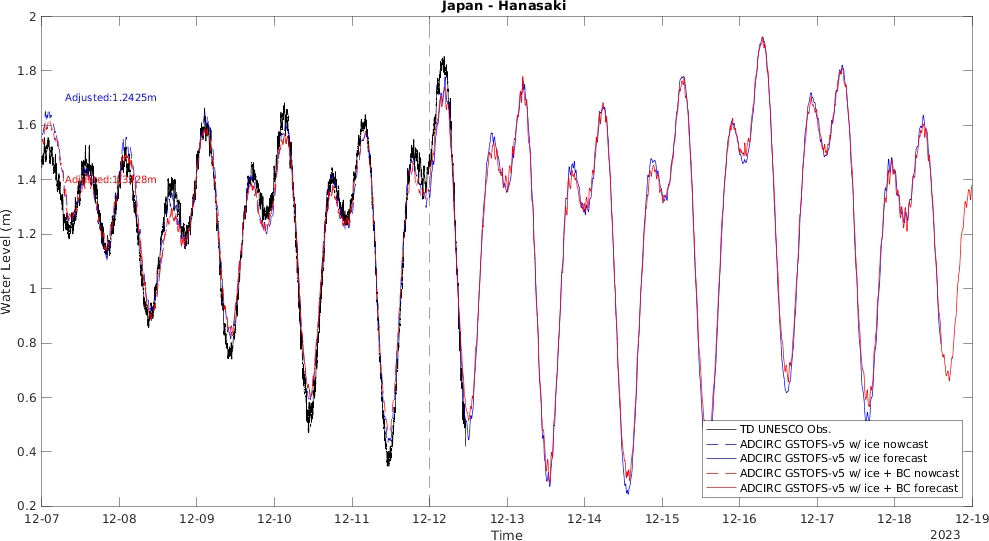 Japan - Hanasaki
2
1.8
1.6
1.4
1.2
1
0.8
0.6
0.4
0.2
Water Level (m)
Adjusted:1.2425m
Adjusted:1.3228m
TD UNESCO Obs.
ADCIRC GSTOFS-v5 w/ ice nowcast
ADCIRC GSTOFS-v5 w/ ice forecast
ADCIRC GSTOFS-v5 w/ ice + BC nowcast
ADCIRC GSTOFS-v5 w/ ice + BC forecast
12-07 12-08 12-09 12-10 12-11 12-12 12-13 12-14 12-15 12-16 12-17 12-18 12-19
Time
2023